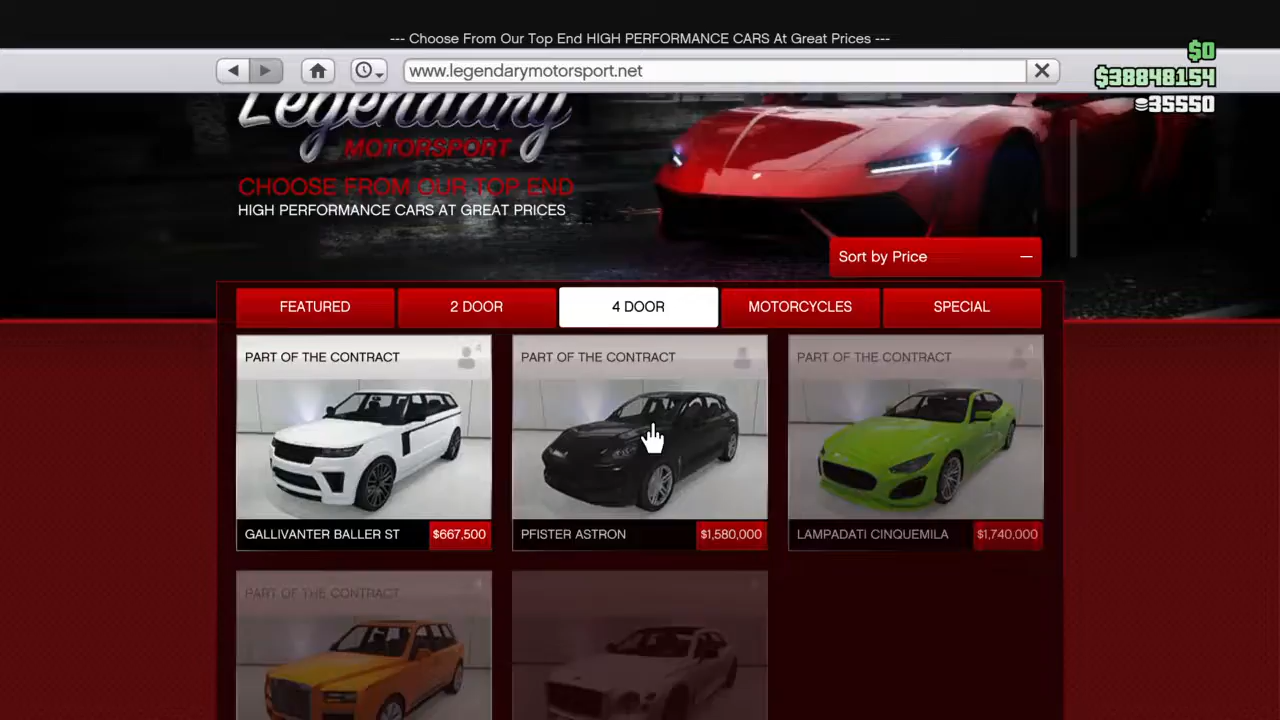 --- Choose From Our Top End HIGH PERFORMANCE CARS At Great Prices ---
$0
www.legendarymotorsport.net
$38848154
35550
Legendary
MOTORSPORT
CHOOSE FROM OUR TOP END
HIGH PERFORMANCE CARS AT GREAT PRICES
Sort by Price
FEATURED
2 DOOR
4 DOOR
MOTORCYCLES
SPECIAL
PART OF THE CONTRACT
4
PART OF THE CONTRACT
PART OF THE CONTRACT
GALLIVANTER BALLER ST
$667,500
PFISTER ASTRON
$1,580,000
LAMPADATI CINQUEMILA
$1,740,000
PART OF THE CONTRACT